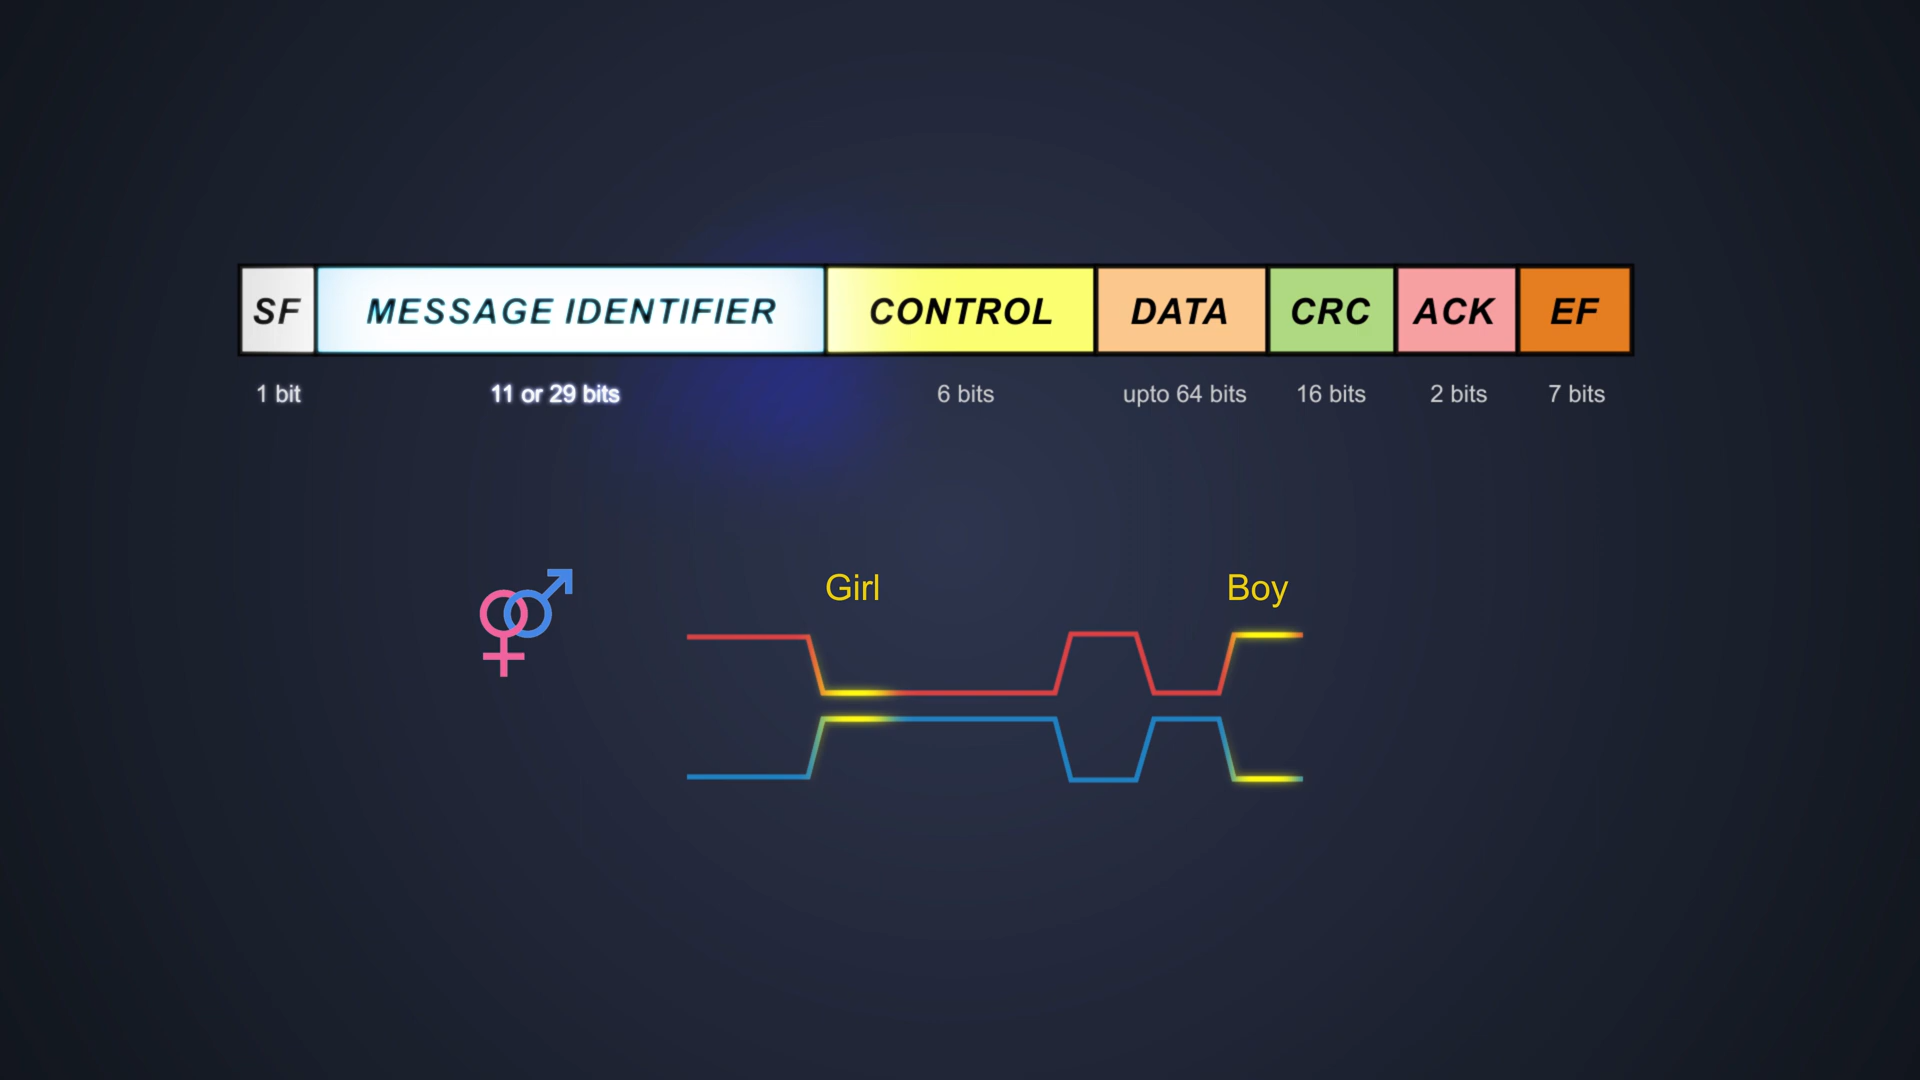 SF MESSAGE IDENTIFIER CONTROL DATA CRC ACK EF
1 bit 11 or 29 bits 6 bits upto 64 bits 16 bits 2 bits 7 bits
Girl Boy